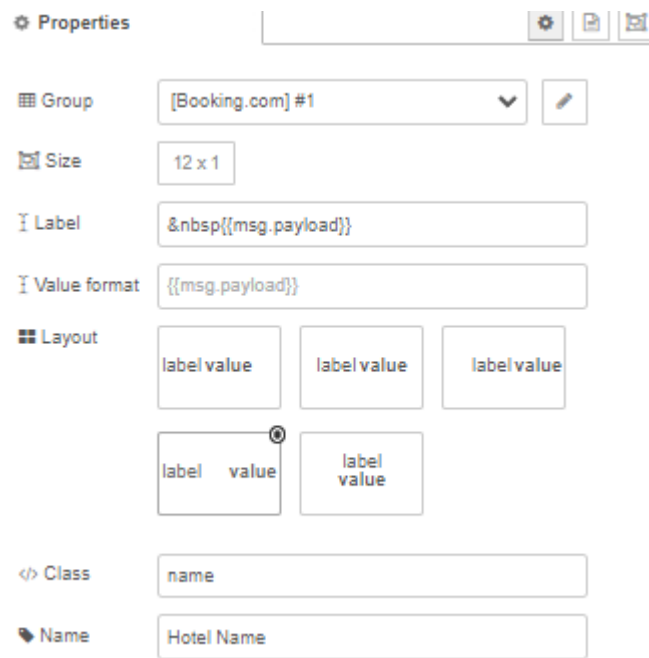 Properties
Group [Booking.com] #1
Size 12 x 1
Label &nbsp{{msg.payload}}
Value format {{msg.payload}}
Layout label value label value label value
label value label
value
</> Class name
Name Hotel Name